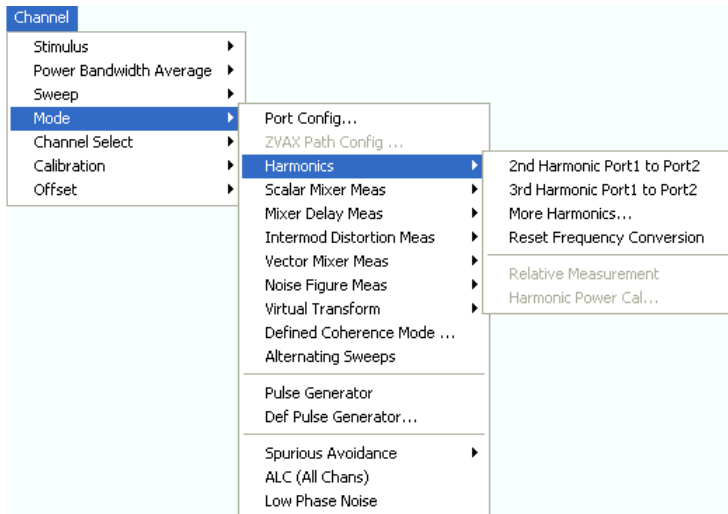 Channel
Stimulus
Power Bandwidth Average
Sweep
Mode
Channel Select
Calibration
Offset
Port Config...
ZVAX Path Config ...
Harmonics
Scalar Mixer Meas
Mixer Delay Meas
Intermod Distortion Meas
Vector Mixer Meas
Noise Figure Meas
Virtual Transform
Defined Coherence Mode ...
Alternating Sweeps
Pulse Generator
Def Pulse Generator...
Spurious Avoidance
ALC (All Chans)
Low Phase Noise
2nd Harmonic Port1 to Port2
3rd Harmonic Port1 to Port2
More Harmonics...
Reset Frequency Conversion
Relative Measurement
Harmonic Power Cal...